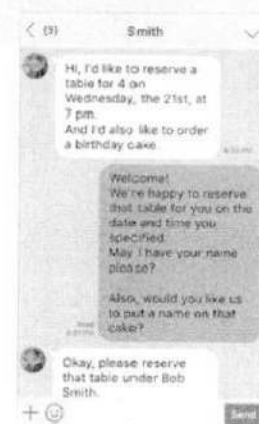 (9)
Smith
Hi, I'd like to reserve a
table for 4 on
Wednesday, the 21st, at
7 pm.
And I'd also like to order
a birthday cake.
Welcome!
We're happy to reserve
that table for you on the
date and time you
specified.
May I have your name
please?
Also, would you like us
to put a name on that
cake?
Read
Okay, please reserve
that table under Bob
Smith.
Send